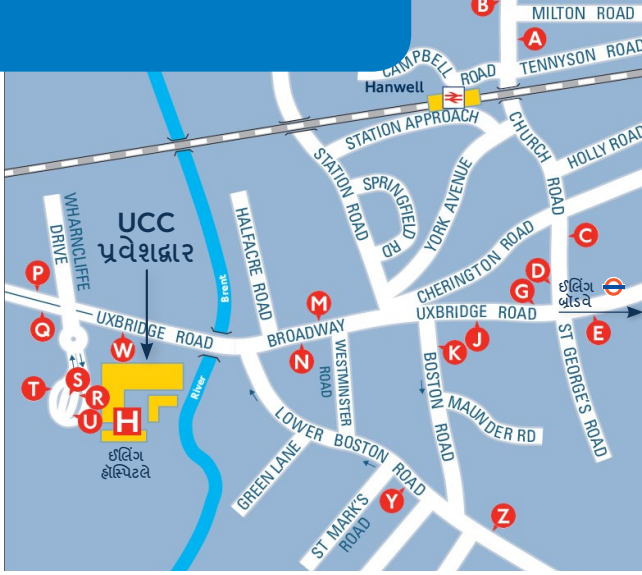 B
MILTON ROAD
A
CAMPBELL ROAD
TENNYSON ROAD
Hanwell
STATION APPROACH
CHURCH ROAD
HOLLY ROAD
STATION ROAD
SPRINGFIELD RD
YORK AVENUE
WHARNCLIFFE DRIVE
UCC
પ્રવેશદ્વાર
HALFACRE ROAD
Brent
CHERINGTON ROAD
C
D
G
ઈલિંગ
બ્રૉડવે
E
P
Q
UXBRIDGE ROAD
W
BROADWAY
M
N
UXBRIDGE ROAD
K
J
WESTMINSTER ROAD
BOSTON ROAD
ST GEORGE'S ROAD
T
S
R
U
H
ઈલિંગ
હૉસ્પિટલે
River
LOWER BOSTON ROAD
MAUNDER RD
GREEN LANE
ST MARK'S ROAD
Y
Z